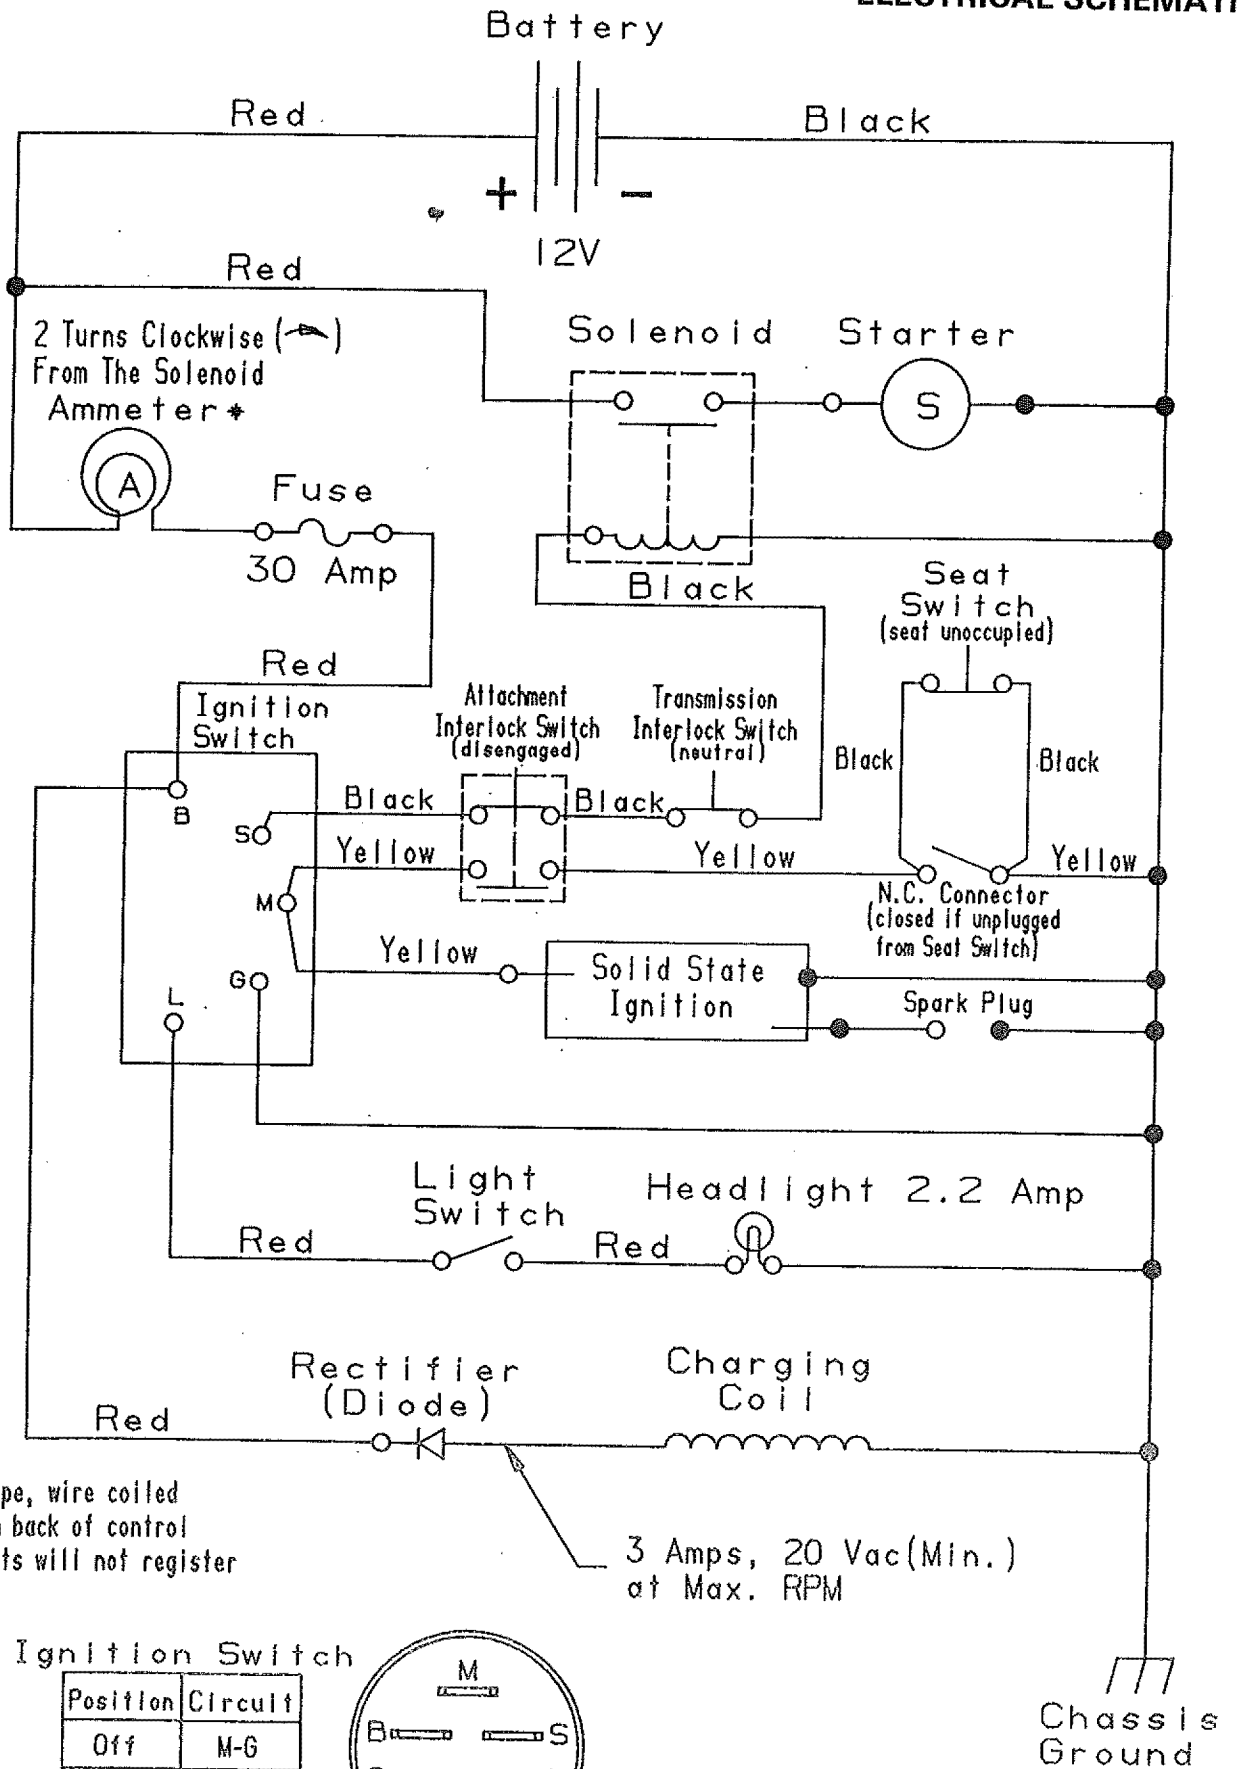 Battery
Red
Black
+
−
12V
Red
2 Turns Clockwise ( )
From The Solenoid
Ammeter*
A
Solenoid
Starter
S
Fuse
30 Amp
Black
Seat
Switch
(seat unoccupied)
Red
Ignition
Switch
Attachment
Interlock Switch
(disengaged)
Transmission
Interlock Switch
(neutral)
Black
Black
B
S
Black
Black
Yellow
Yellow
Yellow
M
N.C. Connector
(closed if unplugged
from Seat Switch)
Yellow
G
L
Solid State
Ignition
Spark Plug
Light
Switch
Headlight 2.2 Amp
Red
Red
Rectifier
(Diode)
Charging
Coil
Red
pe, wire coiled
back of control
ts will not register
3 Amps, 20 Vac(Min.)
at Max. RPM
Ignition Switch
Position Circuit
Off M-G
M
B
S
Chassis
Ground